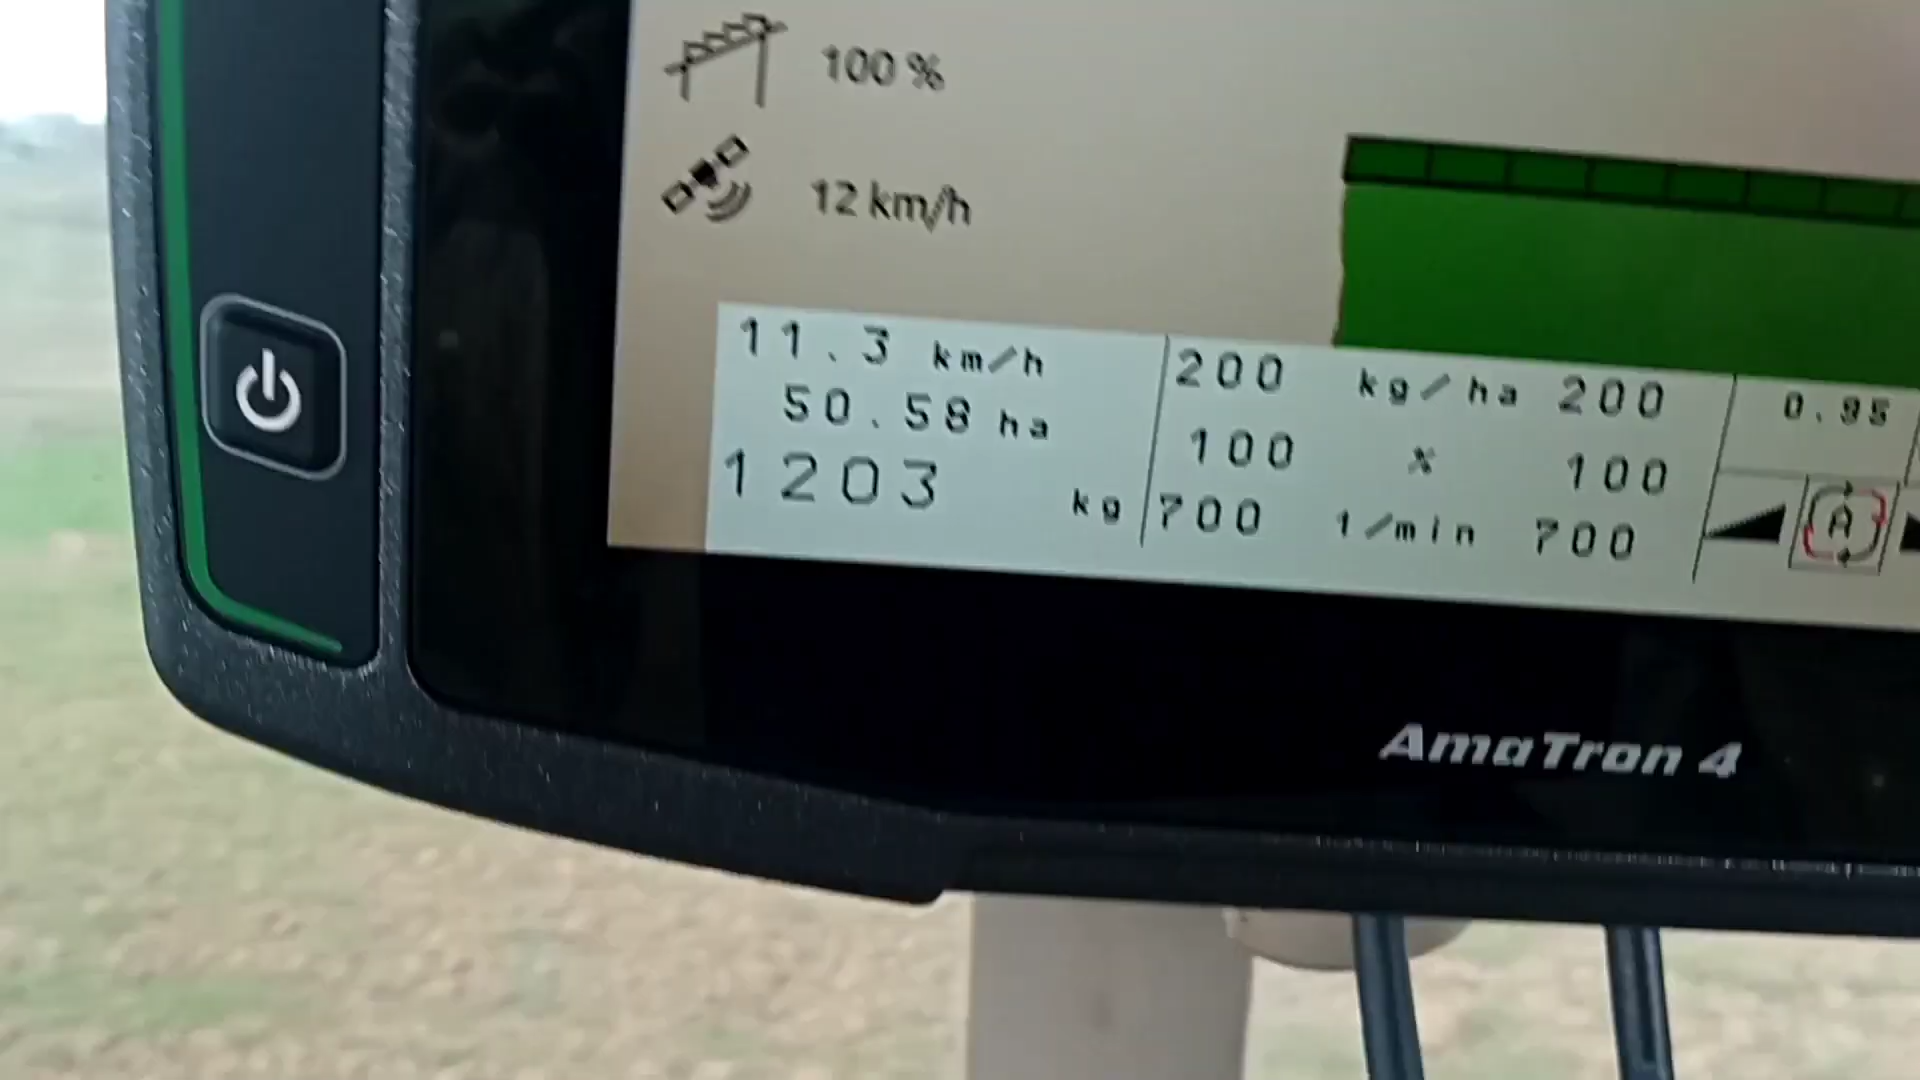 100 %
12 km/h
11.3 km/h
50.58 ha
1203 kg
200 kg/ha 200
100 % 100
700 1/min 700
0.95
A
AmaTron 4